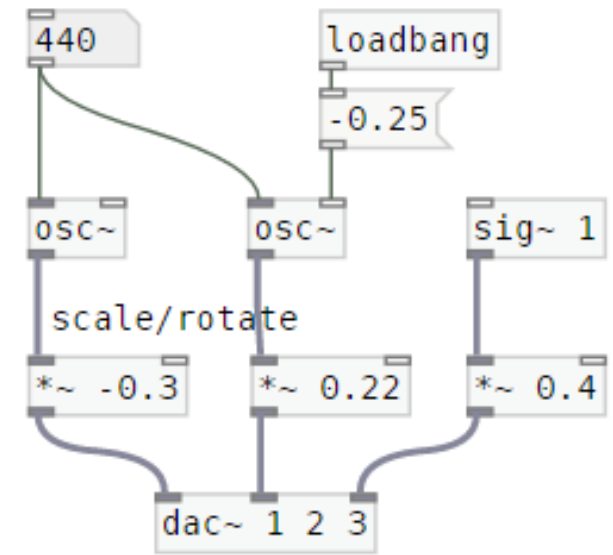 440
loadbang
-0.25
osc~
osc~
sig~ 1
scale/rotate
*~ -0.3
*~ 0.22
*~ 0.4
dac~ 1 2 3